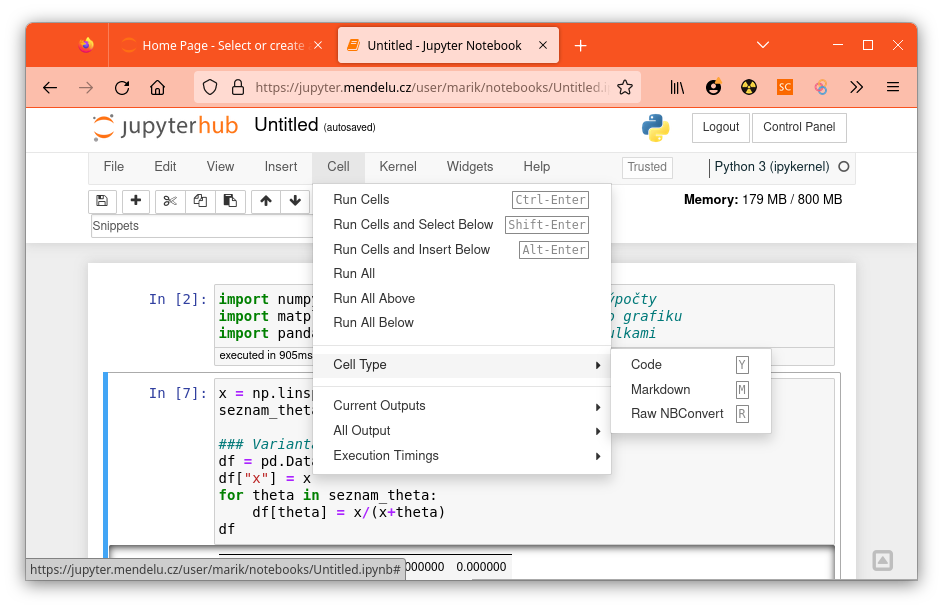 Home Page - Select or create
Untitled - Jupyter Notebook
https://jupyter.mendelu.cz/user/marik/notebooks/Untitled.i
SC
jupyterhub Untitled (autosaved) Logout Control Panel
File Edit View Insert Cell Kernel Widgets Help Trusted Python 3 (ipykernel)
Memory: 179 MB / 800 MB
Snippets
Run Cells Ctrl-Enter
Run Cells and Select Below Shift-Enter
Run Cells and Insert Below Alt-Enter
Run All
Run All Above
Run All Below
Cell Type
Current Outputs
All Output
Execution Timings
Code Y
Markdown M
Raw NBConvert R
In [2]: import nump počty
import matp grafiku
import panda ulkami
executed in 905ms
In [7]: x = np.linsp
seznam_theta
### Varianta
df = pd.Data
df["x"] = x
for theta in seznam_theta:
df[theta] = x/(x+theta)
df
000000 0.000000
https://jupyter.mendelu.cz/user/marik/notebooks/Untitled.ipynb#